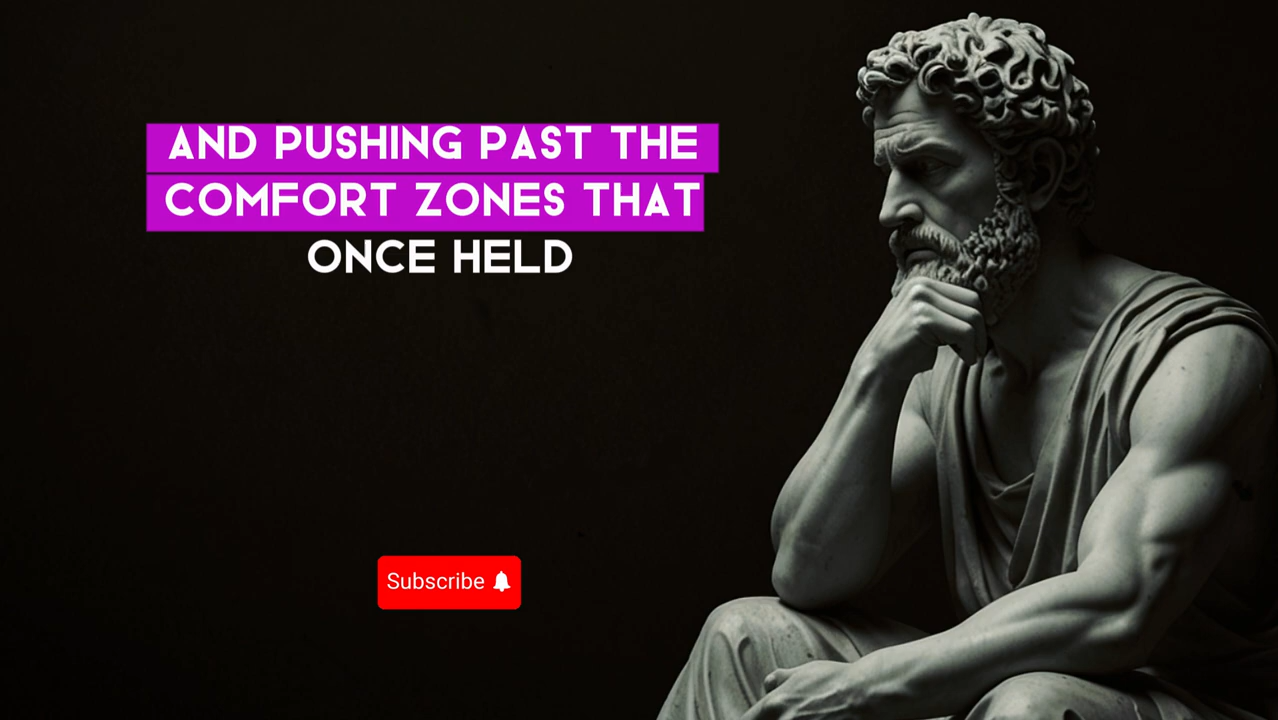 AND PUSHING PAST THE
COMFORT ZONES THAT
ONCE HELD
Subscribe